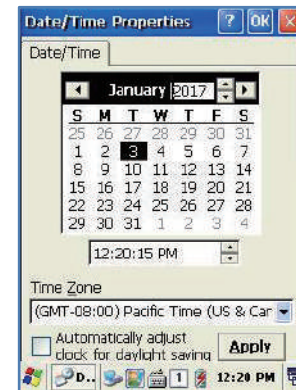 Date/Time Properties ? OK ×
Date/Time
January 2017
S M T W T F S
25 26 27 28 29 30 31
1 2 3 4 5 6 7
8 9 10 11 12 13 14
15 16 17 18 19 20 21
22 23 24 25 26 27 28
29 30 31 1 2 3 4
12:20:15 PM
Time Zone
(GMT-08:00) Pacific Time (US & Car
Automatically adjust
clock for daylight saving
Apply
D.. 1 12:20 PM